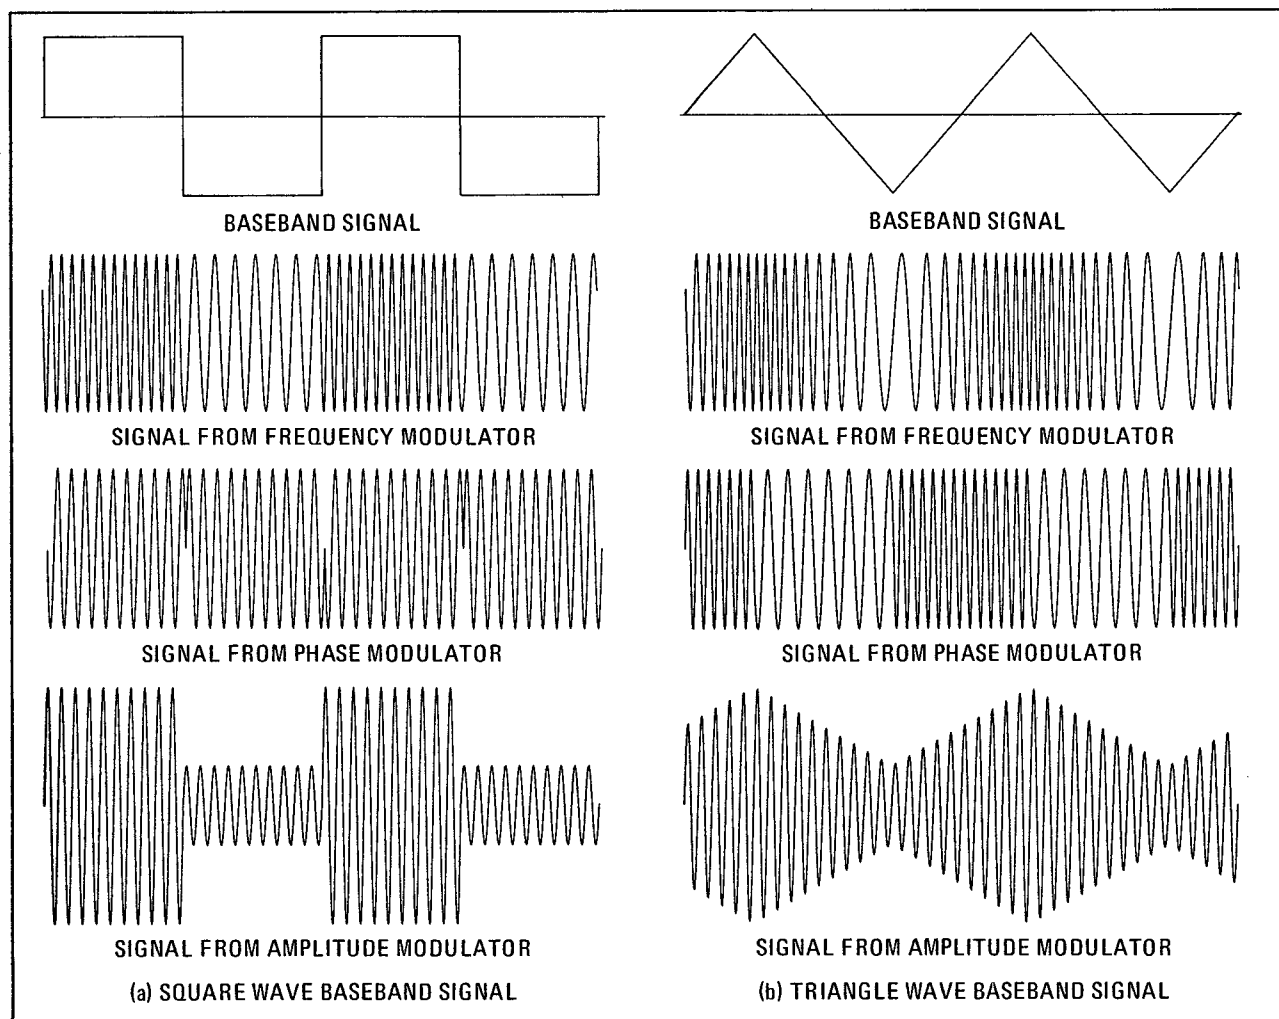 BASEBAND SIGNAL
SIGNAL FROM FREQUENCY MODULATOR
SIGNAL FROM PHASE MODULATOR
SIGNAL FROM AMPLITUDE MODULATOR
(a) SQUARE WAVE BASEBAND SIGNAL
BASEBAND SIGNAL
SIGNAL FROM FREQUENCY MODULATOR
SIGNAL FROM PHASE MODULATOR
SIGNAL FROM AMPLITUDE MODULATOR
(b) TRIANGLE WAVE BASEBAND SIGNAL